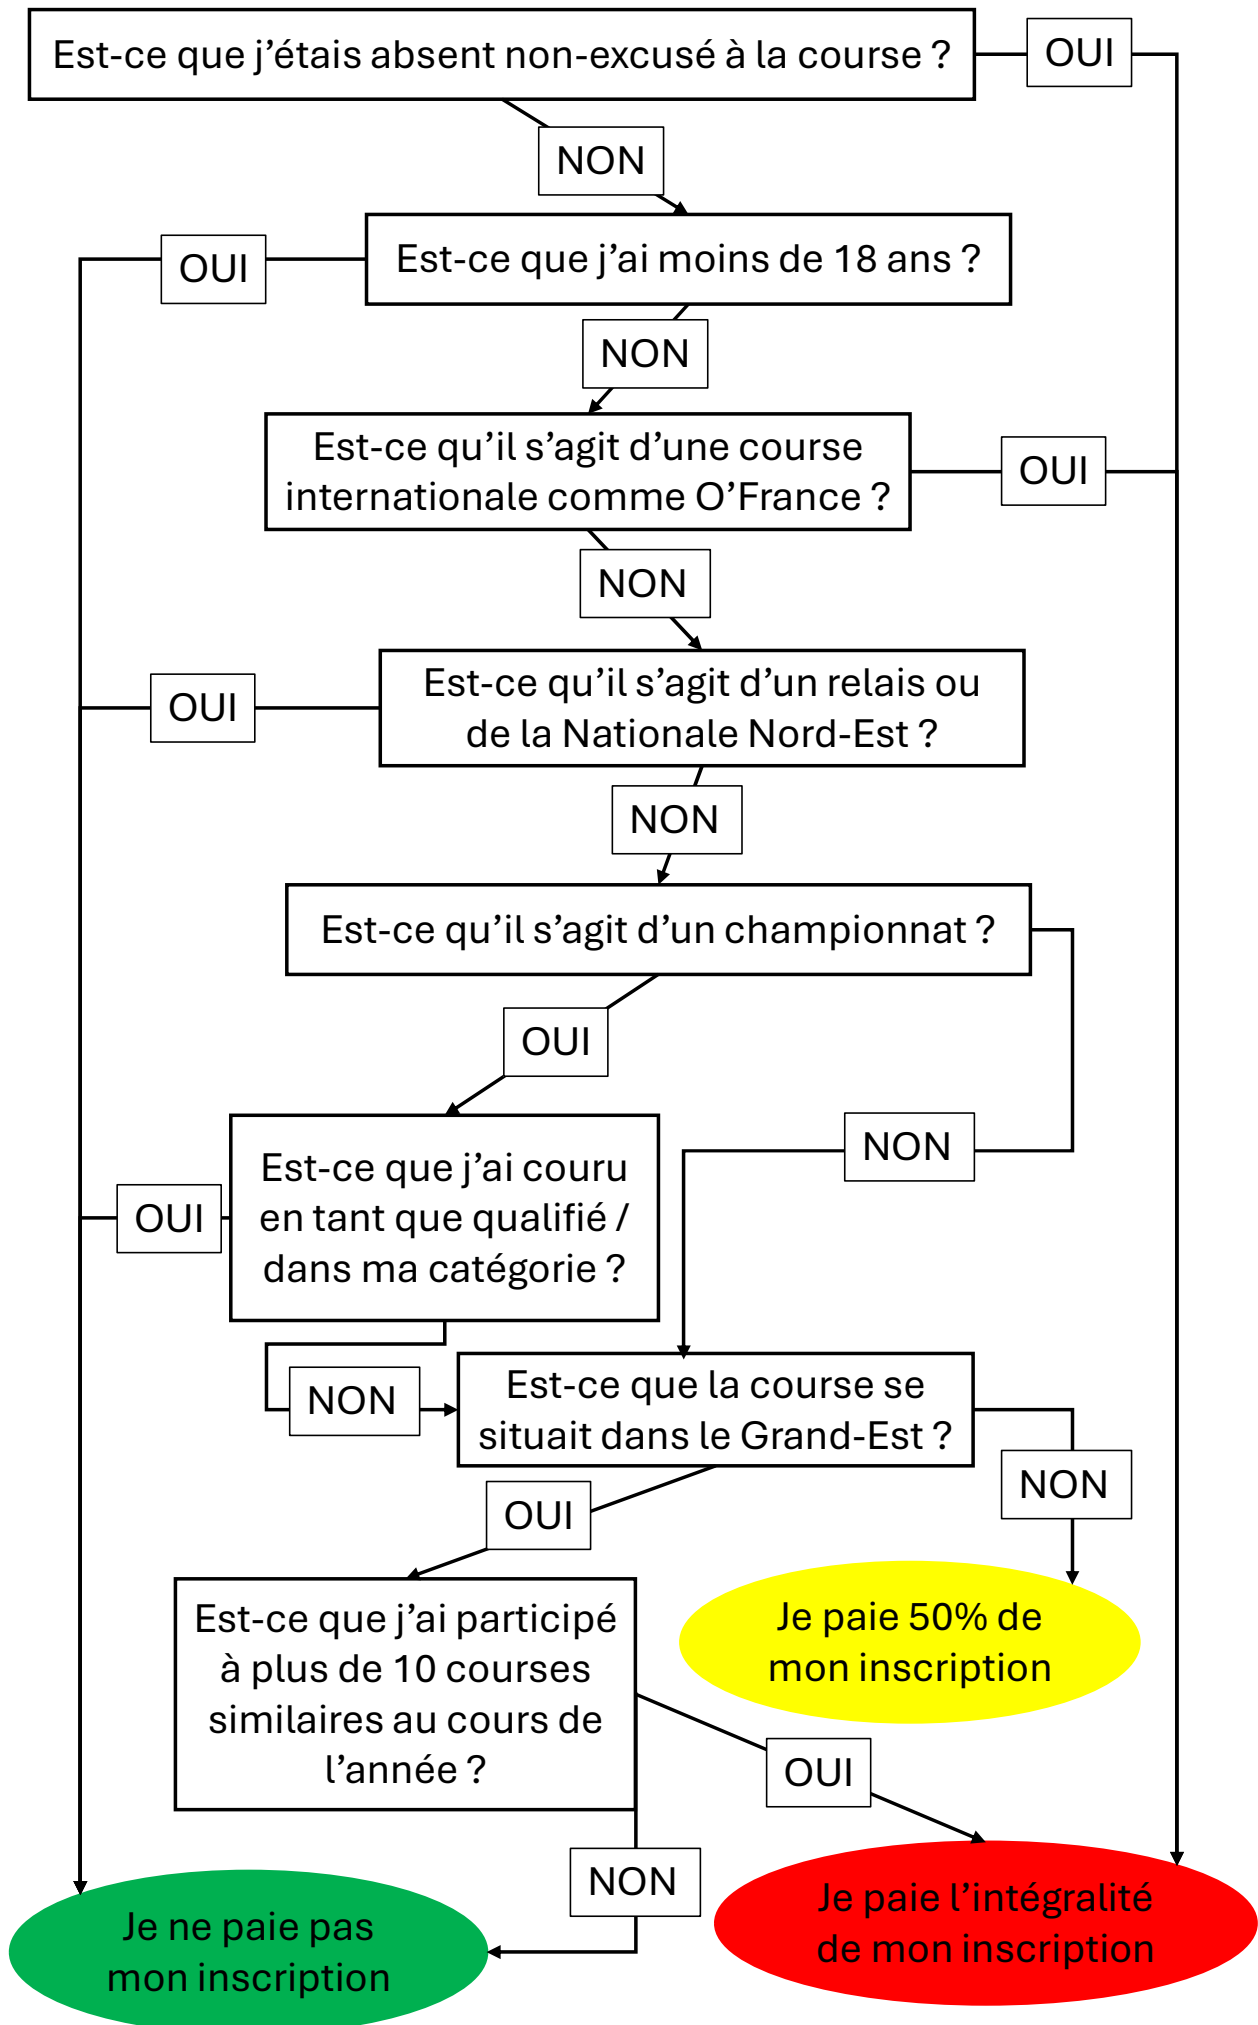 Est-ce que j’étais absent non-excusé à la course ?
OUI
NON
Est-ce que j’ai moins de 18 ans ?
OUI
NON
Est-ce qu’il s’agit d’une course
internationale comme O’France ?
OUI
NON
Est-ce qu’il s’agit d’un relais ou
de la Nationale Nord-Est ?
OUI
NON
Est-ce qu’il s’agit d’un championnat ?
OUI
NON
Est-ce que j’ai couru
en tant que qualifié /
dans ma catégorie ?
OUI
NON
Est-ce que la course se
situait dans le Grand-Est ?
NON
OUI
Je paie 50% de
mon inscription
Est-ce que j’ai participé
à plus de 10 courses
similaires au cours de
l’année ?
OUI
NON
Je paie l’intégralité
de mon inscription
Je ne paie pas
mon inscription